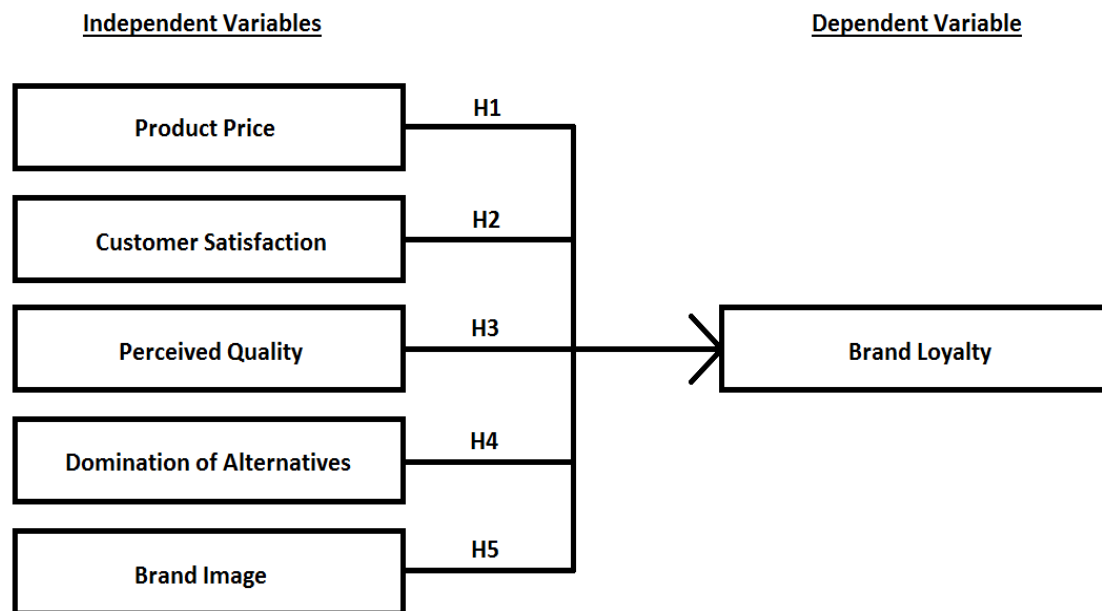 Independent Variables
Dependent Variable
Product Price
H1
Customer Satisfaction
H2
Perceived Quality
H3
Brand Loyalty
Domination of Alternatives
H4
Brand Image
H5